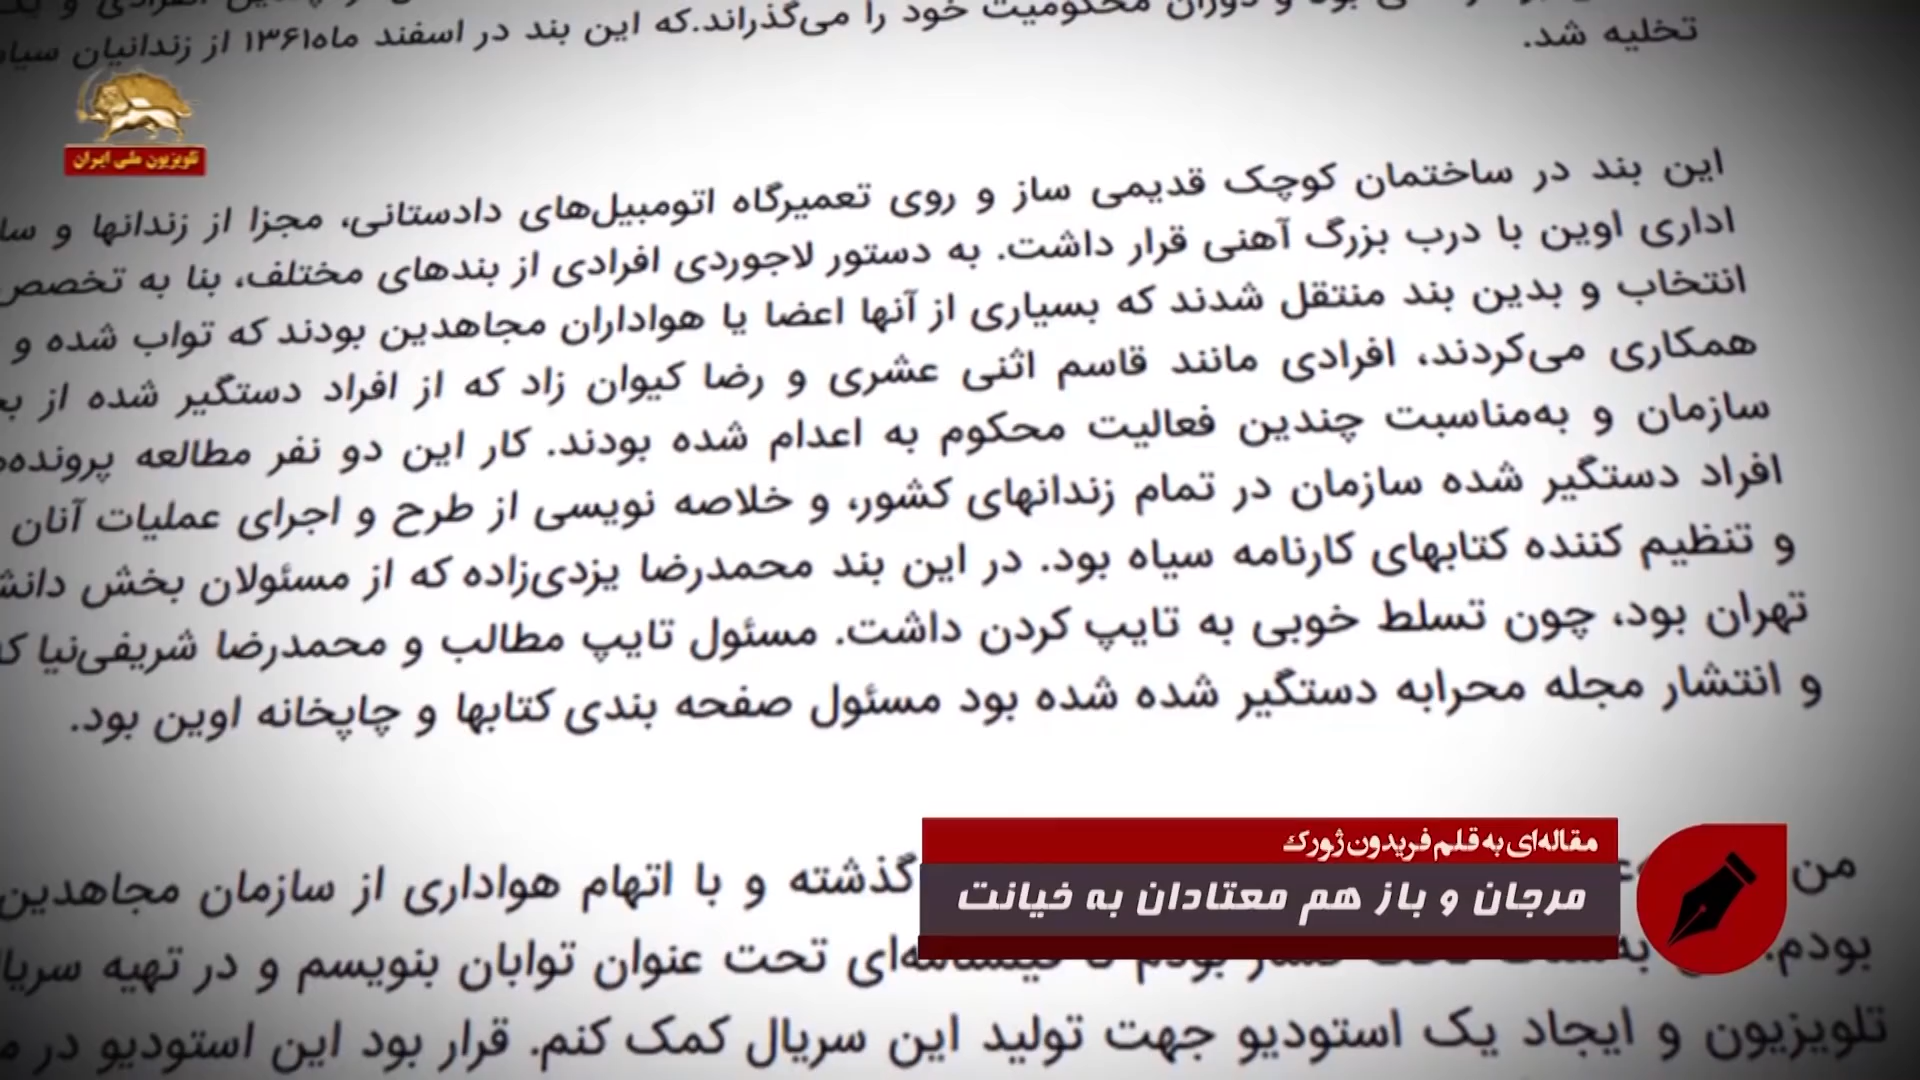 بود و دوران محکومیت خود را می‌گذراند.که این بند در اسفند ماه۱۳۶۱ از زندانیان
تخلیه شد.
تلویزیون ملی ایران
این بند در ساختمان کوچک قدیمی ساز و روی تعمیرگاه اتومبیل‌های دادستانی، مجزا از زندانها و
اداری اوین با درب بزرگ آهنی قرار داشت. به دستور لاجوردی افرادی از بندهای مختلف، بنا به تخصص
انتخاب و بدین بند منتقل شدند که بسیاری از آنها اعضا یا هواداران مجاهدین بودند که تواب شده و
همکاری می‌کردند، افرادی مانند قاسم اثنی عشری و رضا کیوان زاد که از افراد دستگیر شده از
سازمان و به‌مناسبت چندین فعالیت محکوم به اعدام شده بودند. کار این دو نفر مطالعه
افراد دستگیر شده سازمان در تمام زندانهای کشور، و خلاصه نویسی از طرح و اجرای عملیات آنان
و تنظیم کننده کتابهای کارنامه سیاه بود. در این بند محمدرضا یزدی‌زاده که از مسئولان بخش
تهران بود، چون تسلط خوبی به تایپ کردن داشت. مسئول تایپ مطالب و محمدرضا شریفی‌نیا
و انتشار مجله محرابه دستگیر شده شده بود مسئول صفحه بندی کتابها و چاپخانه اوین بود.
مقاله‌ای به قلم فریدون ژورک
مرجان و باز هم معتادان به خیانت
من گذشته و با اتهام هواداری از سازمان مجاهدین
بودم. تحت عنوان توابان بنویسم و در تهیه
تلویزیون و ایجاد یک استودیو جهت تولید این سریال کمک کنم. قرار بود این استودیو در